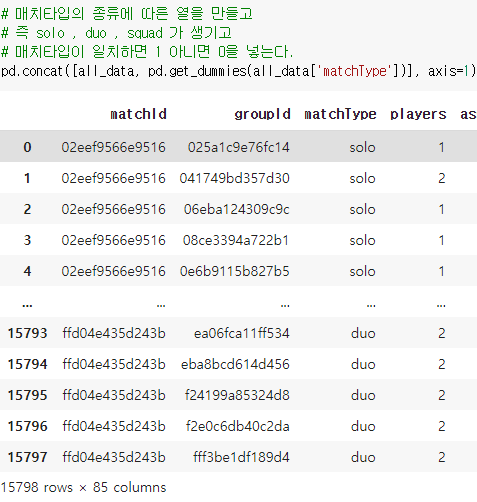 # 매치타입의 종류에 따른 열을 만들고
# 즉 solo , duo , squad 가 생기고
# 매치타입이 일치하면 1 아니면 0을 넣는다.
pd.concat([all_data, pd.get_dummies(all_data['matchType'])], axis=1)
matchId groupId matchType players as
0 02eef9566e9516 025a1c9e76fc14 solo 1
1 02eef9566e9516 041749bd357d30 solo 2
2 02eef9566e9516 06eba124309c9c solo 1
3 02eef9566e9516 08ce3394a722b1 solo 1
4 02eef9566e9516 0e6b9115b827b5 solo 1
... ... ... ... ...
15793 ffd04e435d243b ea06fca11ff534 duo 2
15794 ffd04e435d243b eba8bcd614d456 duo 2
15795 ffd04e435d243b f24199a85324d8 duo 2
15796 ffd04e435d243b f2e0c6db40c2da duo 2
15797 ffd04e435d243b fff3be1df189d4 duo 2
15798 rows × 85 columns